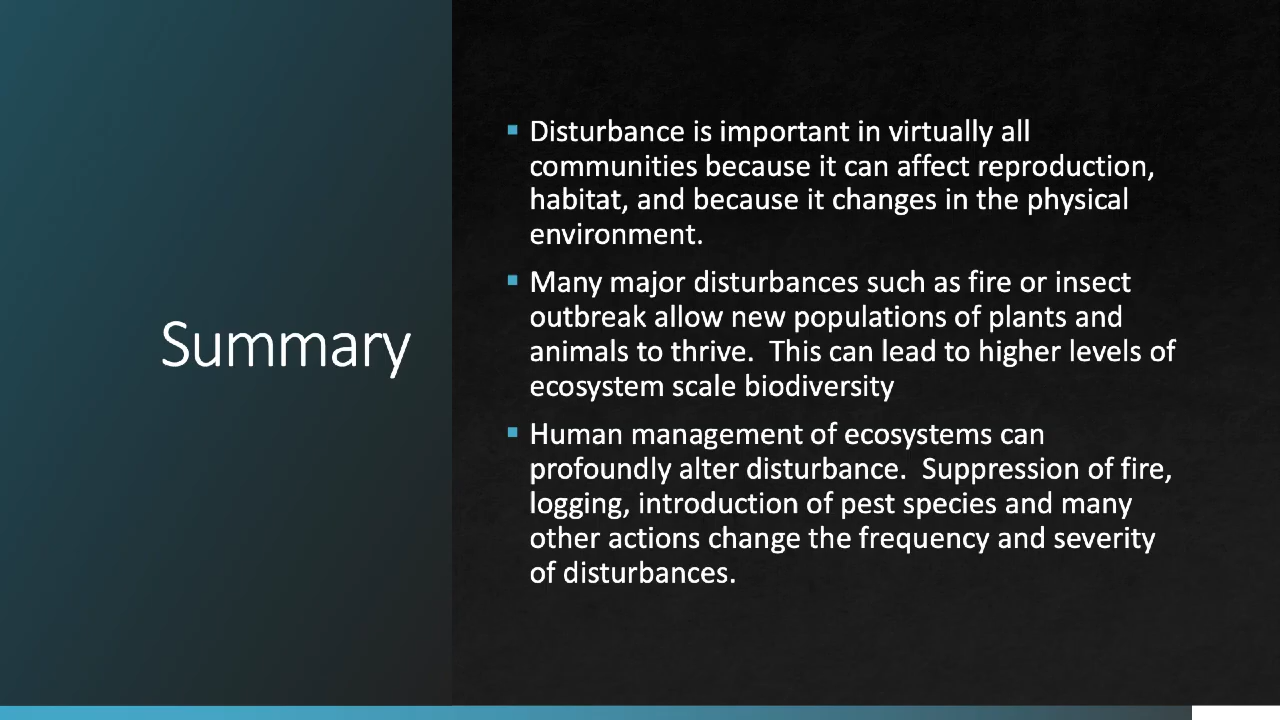 Summary
▪ Disturbance is important in virtually all
communities because it can affect reproduction,
habitat, and because it changes in the physical
environment.
▪ Many major disturbances such as fire or insect
outbreak allow new populations of plants and
animals to thrive.  This can lead to higher levels of
ecosystem scale biodiversity
▪ Human management of ecosystems can
profoundly alter disturbance.  Suppression of fire,
logging, introduction of pest species and many
other actions change the frequency and severity
of disturbances.